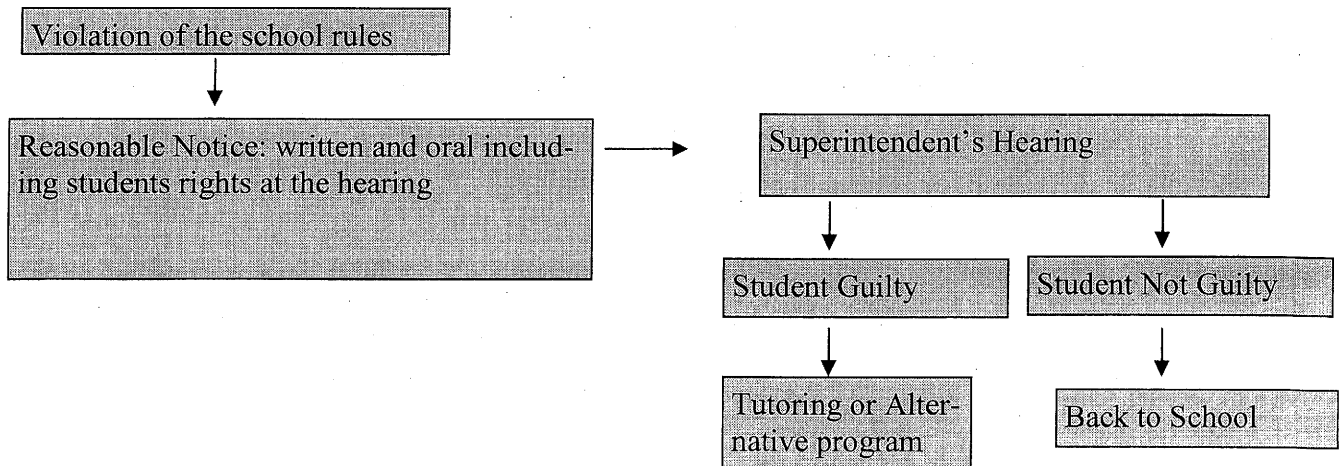 Violation of the school rules
Reasonable Notice: written and oral includ-
ing students rights at the hearing
Superintendent's Hearing
Student Guilty
Student Not Guilty
Tutoring or Alter-
native program
Back to School